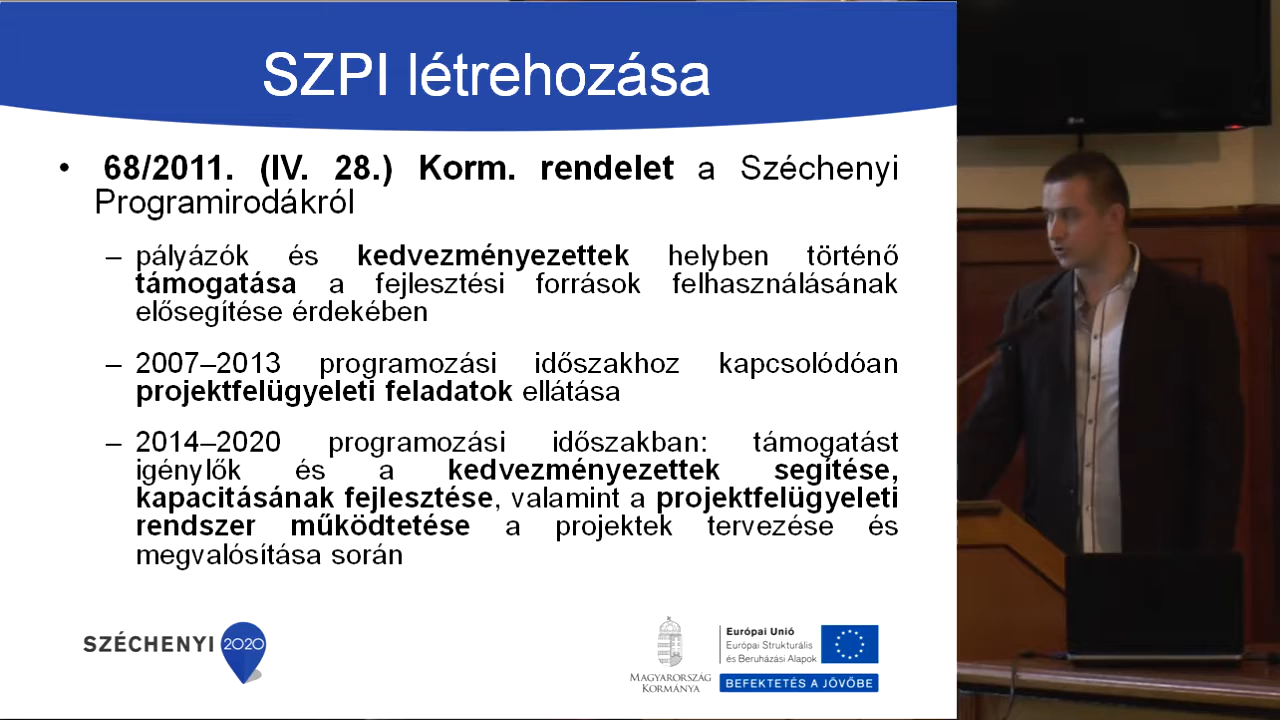 SZPI létrehozása
• 68/2011. (IV. 28.) Korm. rendelet a Széchenyi
Programirodákról
– pályázók és kedvezményezettek helyben történő
támogatása a fejlesztési források felhasználásának
elősegítése érdekében
– 2007–2013 programozási időszakhoz kapcsolódóan
projektfelügyeleti feladatok ellátása
– 2014–2020 programozási időszakban: támogatást
igénylők és a kedvezményezettek segítése,
kapacitásának fejlesztése, valamint a projektfelügyeleti
rendszer működtetése a projektek tervezése és
megvalósítása során
SZÉCHENYI 2020
MAGYARORSZÁG
KORMÁNYA
Európai Unió
Európai Strukturális
és Beruházási Alapok
BEFEKTETÉS A JÖVŐBE
LG